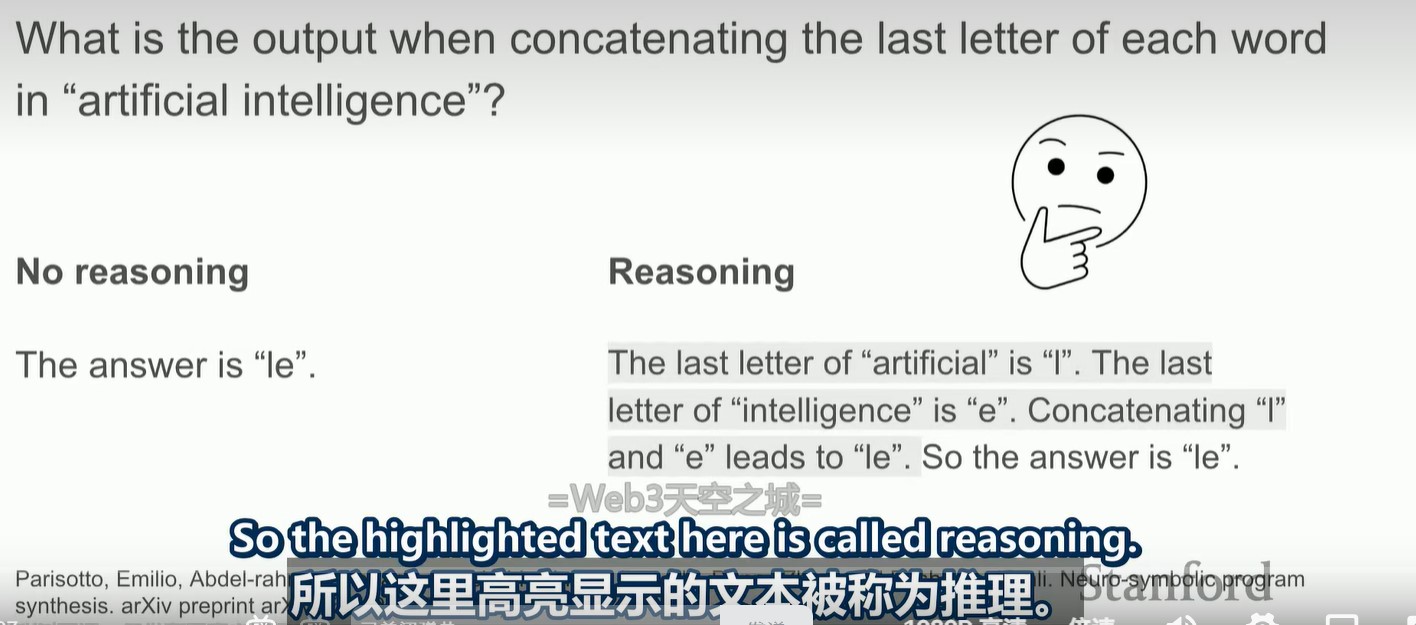 What is the output when concatenating the last letter of each word
in “artificial intelligence”?
No reasoning
The answer is “le”.
Reasoning
The last letter of “artificial” is “l”. The last
letter of “intelligence” is “e”. Concatenating “l”
and “e” leads to “le”. So the answer is “le”.
=Web3天空之城=
So the highlighted text here is called reasoning.
所以这里高亮显示的文本被称为推理。
Parisotto, Emilio, Abdel-rah li. Neuro-symbolic program
synthesis. arXiv preprint
Stanford